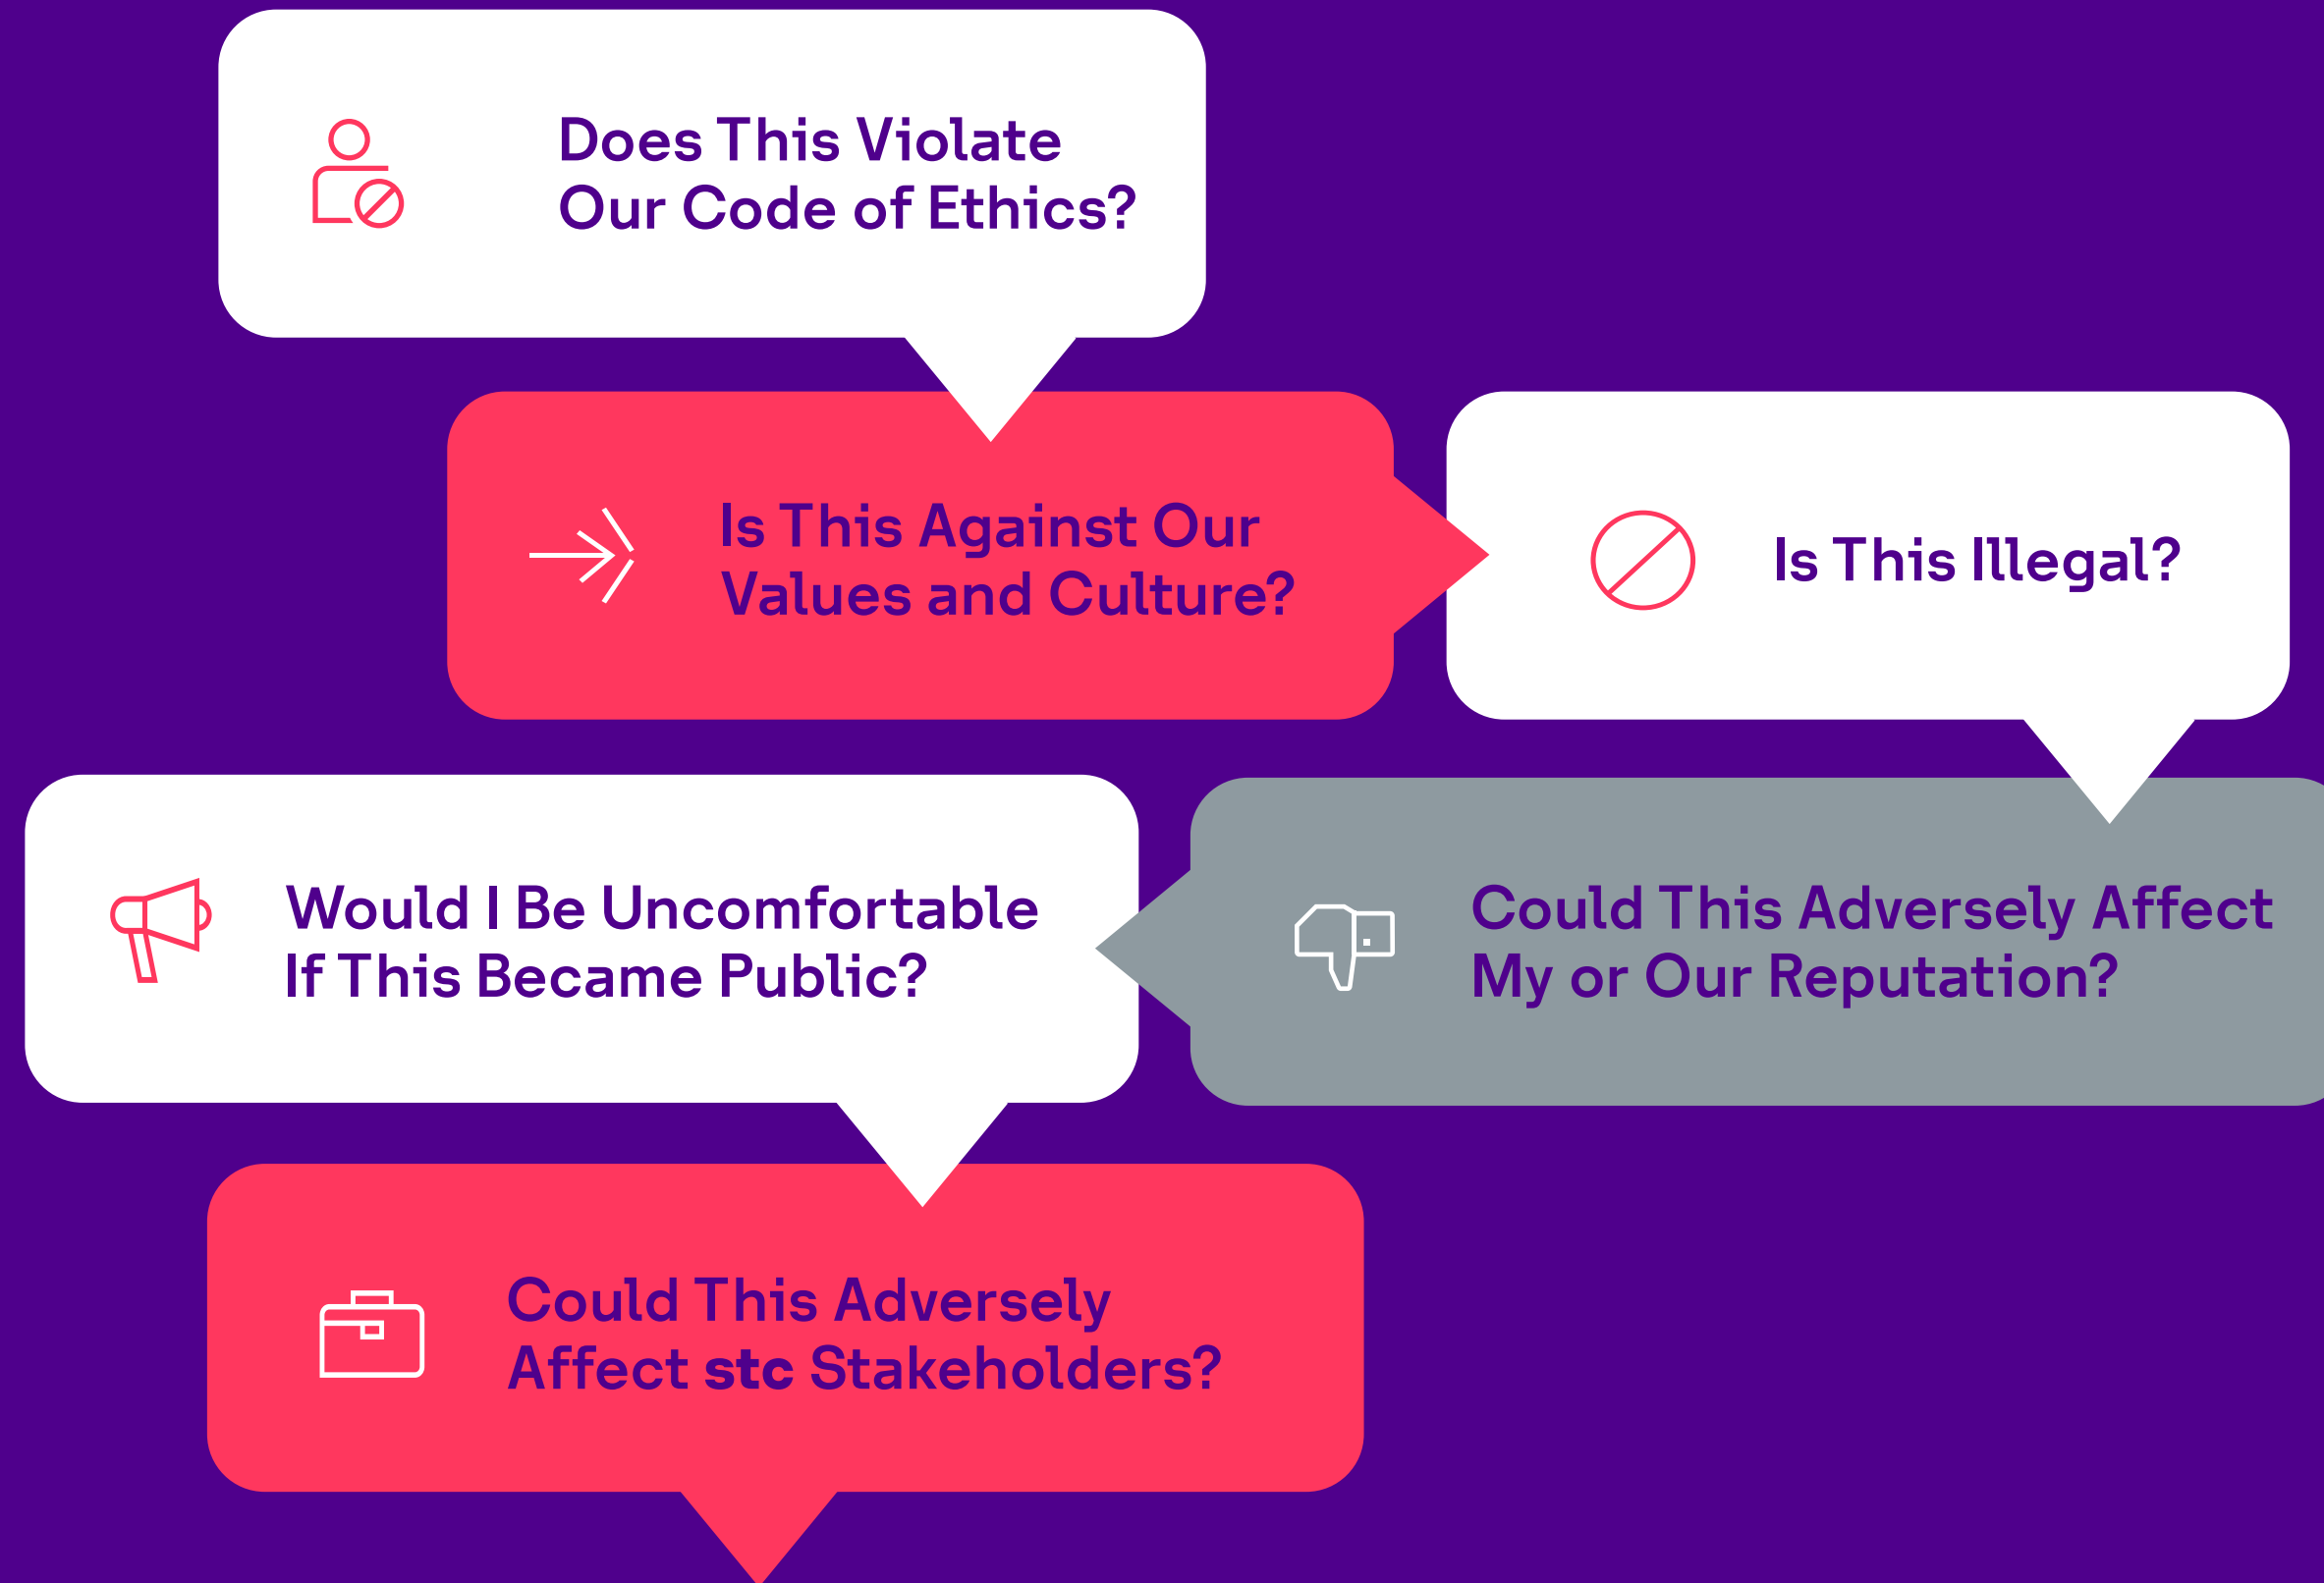 Does This Violate
Our Code of Ethics?
Is This Against Our
Values and Culture?
Is This Illegal?
Could This Adversely Affect
My or Our Reputation?
Would I Be Uncomfortable
If This Became Public?
Could This Adversely
Affect stc Stakeholders?